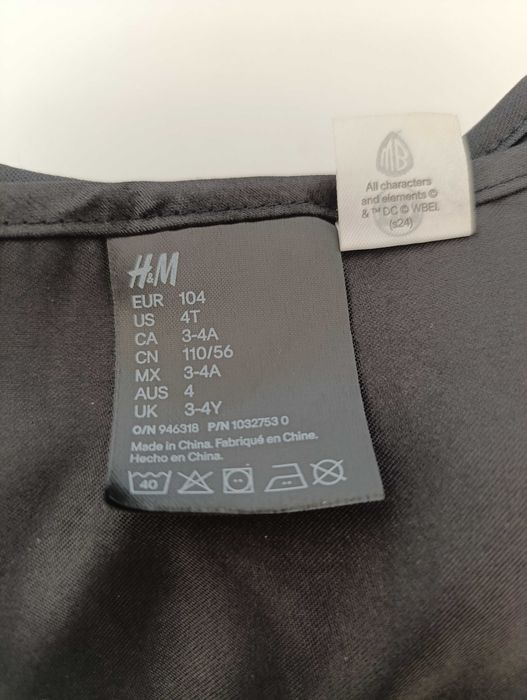 WB
All characters
and elements ©
& ™ DC © WBEI.
(s24)
H&M
EUR 104
US 4T
CA 3-4A
CN 110/56
MX 3-4A
AUS 4
UK 3-4Y
O/N 946318 P/N 1032753 0
Made in China. Fabriqué en Chine.
Hecho en China.
40